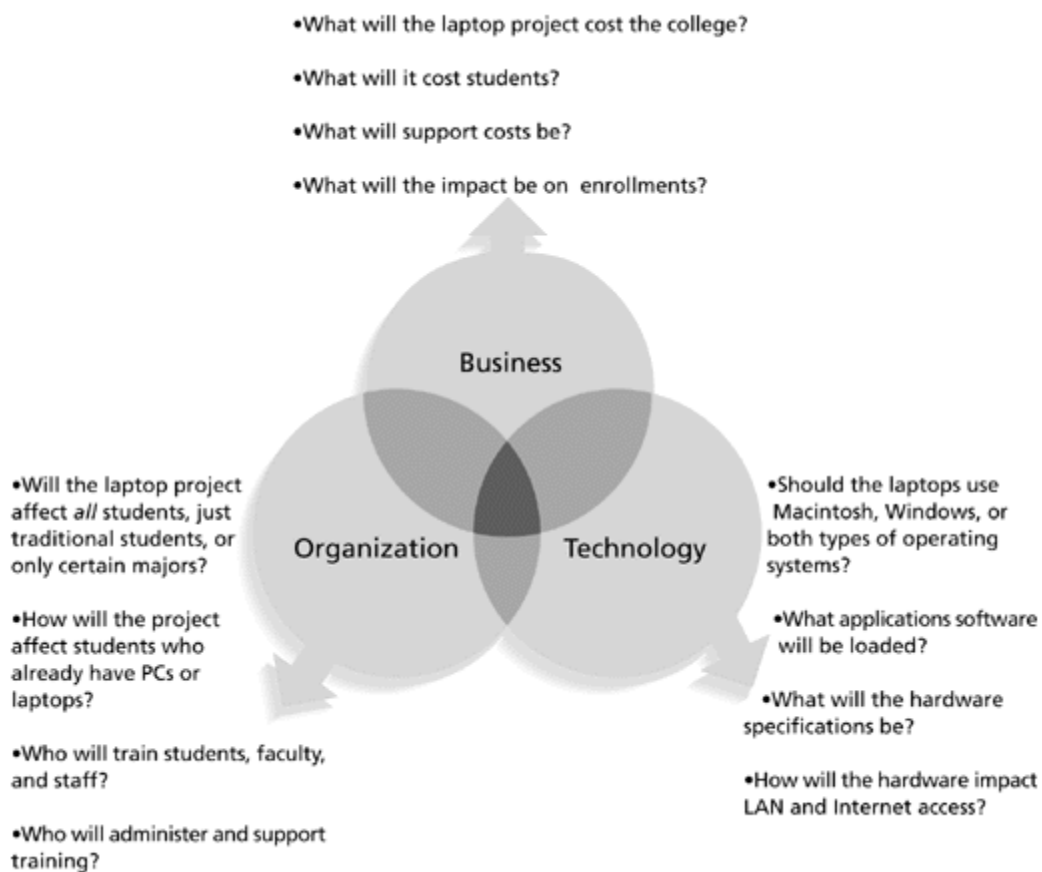 •What will the laptop project cost the college?
•What will it cost students?
•What will support costs be?
•What will the impact be on enrollments?
Business
Organization
Technology
•Will the laptop project
affect all students, just
traditional students, or
only certain majors?
•How will the project
affect students who
already have PCs or
laptops?
•Who will train students, faculty,
and staff?
•Who will administer and support
training?
•Should the laptops use
Macintosh, Windows, or
both types of operating
systems?
•What applications software
will be loaded?
•What will the hardware
specifications be?
•How will the hardware impact
LAN and Internet access?